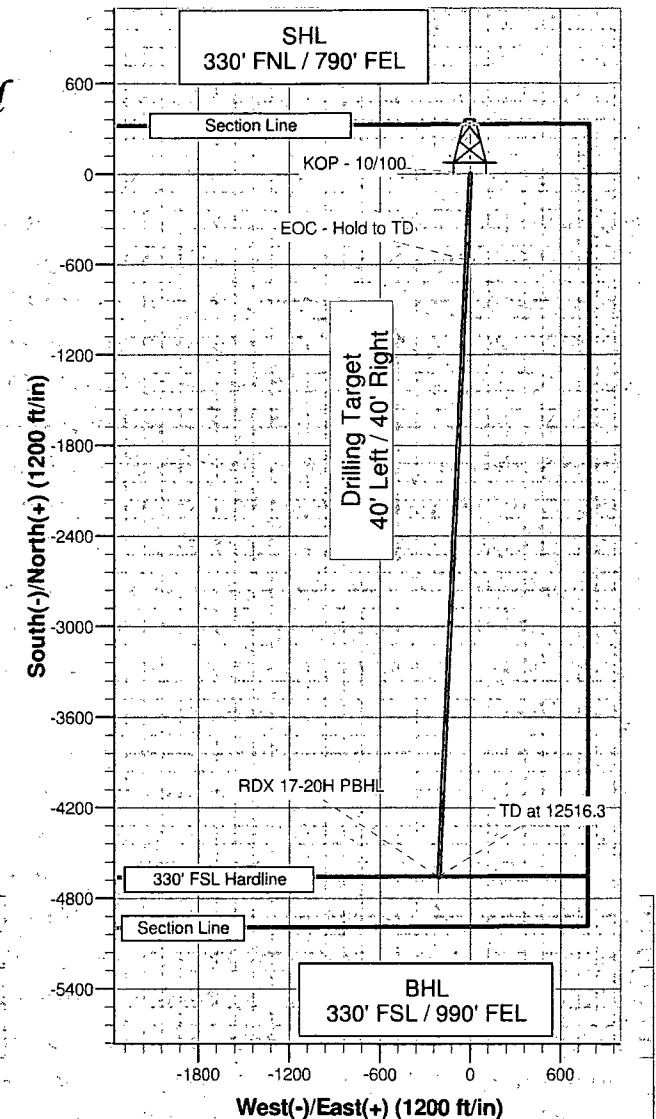 SHL
330' FNL / 790' FEL
600
Section Line
KOP - 10/100
0
EOC - Hold to TD
-600
-1200
Drilling Target
40' Left / 40' Right
-1800
South(-)/North(+) (1200 ft/in)
-2400
-3000
-3600
RDX 17-20H PBHL
-4200
TD at 12516.3
330' FSL Hardline
-4800
Section Line
BHL
330' FSL / 990' FEL
-5400
-1800 -1200 -600 0 600
West(-)/East(+) (1200 ft/in)